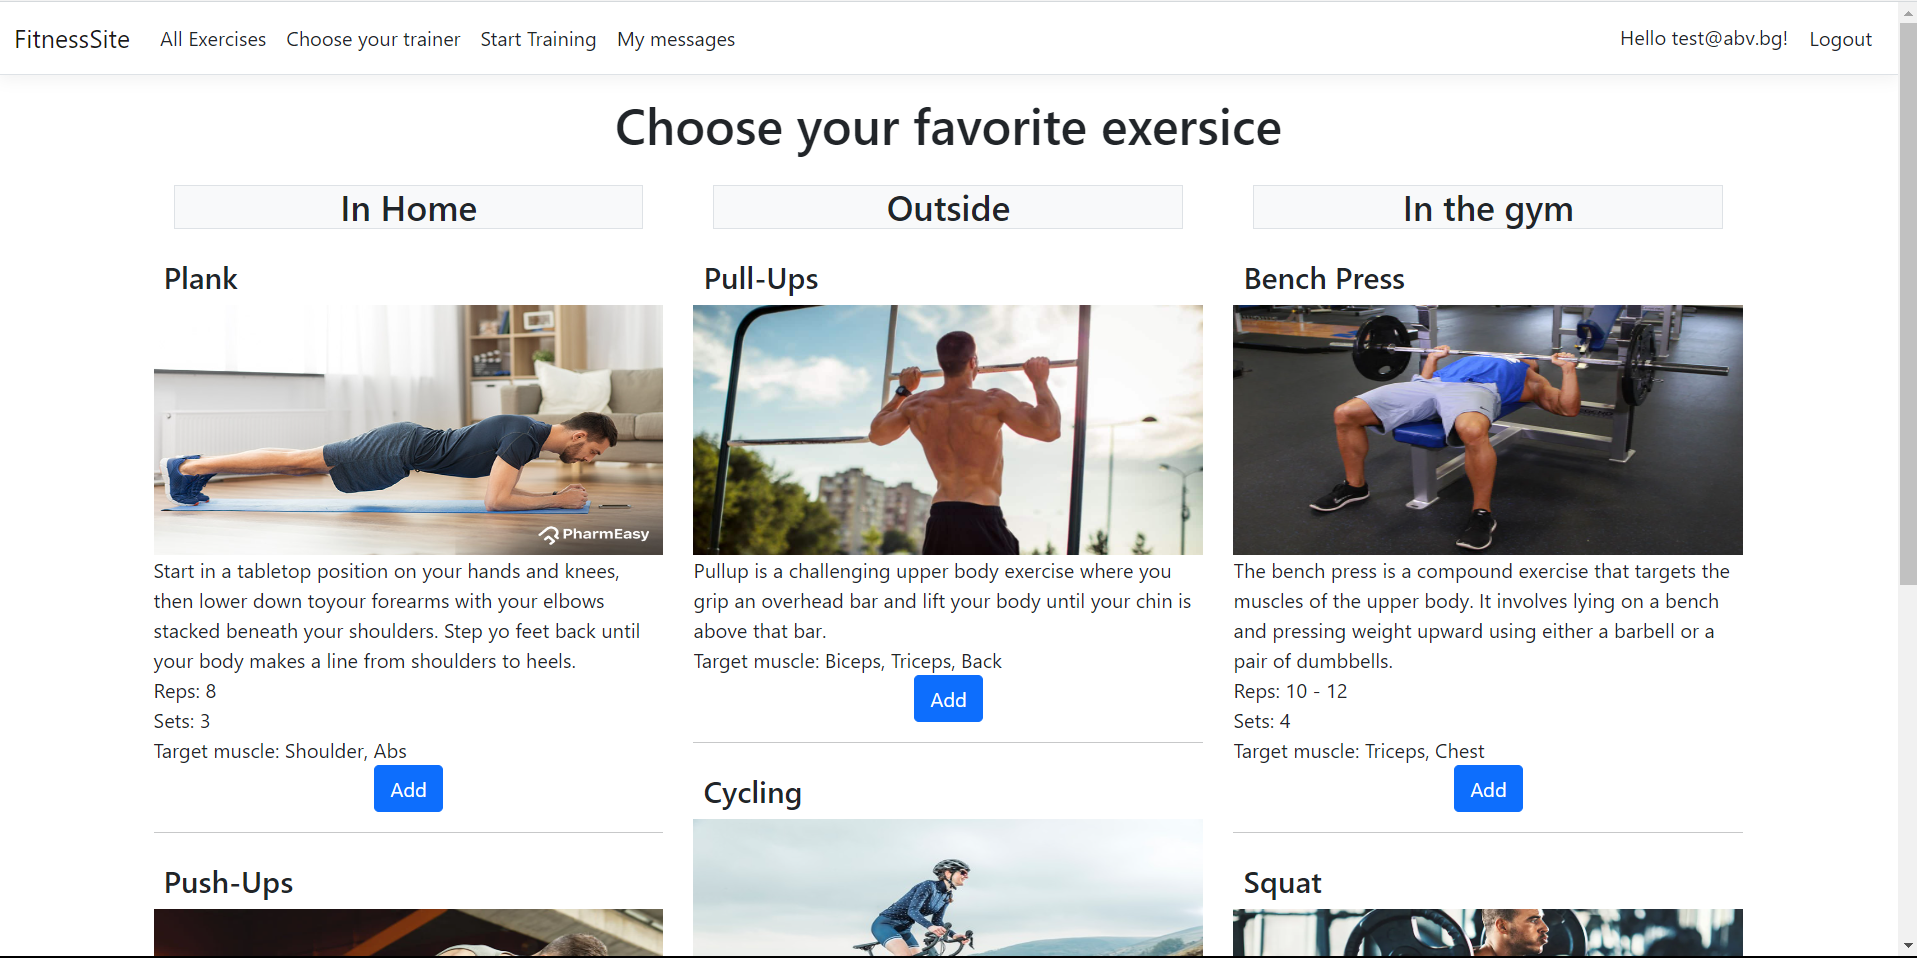 FitnessSite All Exercises Choose your trainer Start Training My messages Hello test@abv.bg! Logout
Choose your favorite exersice
In Home
Plank
PharmEasy
Start in a tabletop position on your hands and knees,
then lower down toyour forearms with your elbows
stacked beneath your shoulders. Step yo feet back until
your body makes a line from shoulders to heels.
Reps: 8
Sets: 3
Target muscle: Shoulder, Abs
Add
Push-Ups
Outside
Pull-Ups
Pullup is a challenging upper body exercise where you
grip an overhead bar and lift your body until your chin is
above that bar.
Target muscle: Biceps, Triceps, Back
Add
Cycling
In the gym
Bench Press
The bench press is a compound exercise that targets the
muscles of the upper body. It involves lying on a bench
and pressing weight upward using either a barbell or a
pair of dumbbells.
Reps: 10 - 12
Sets: 4
Target muscle: Triceps, Chest
Add
Squat